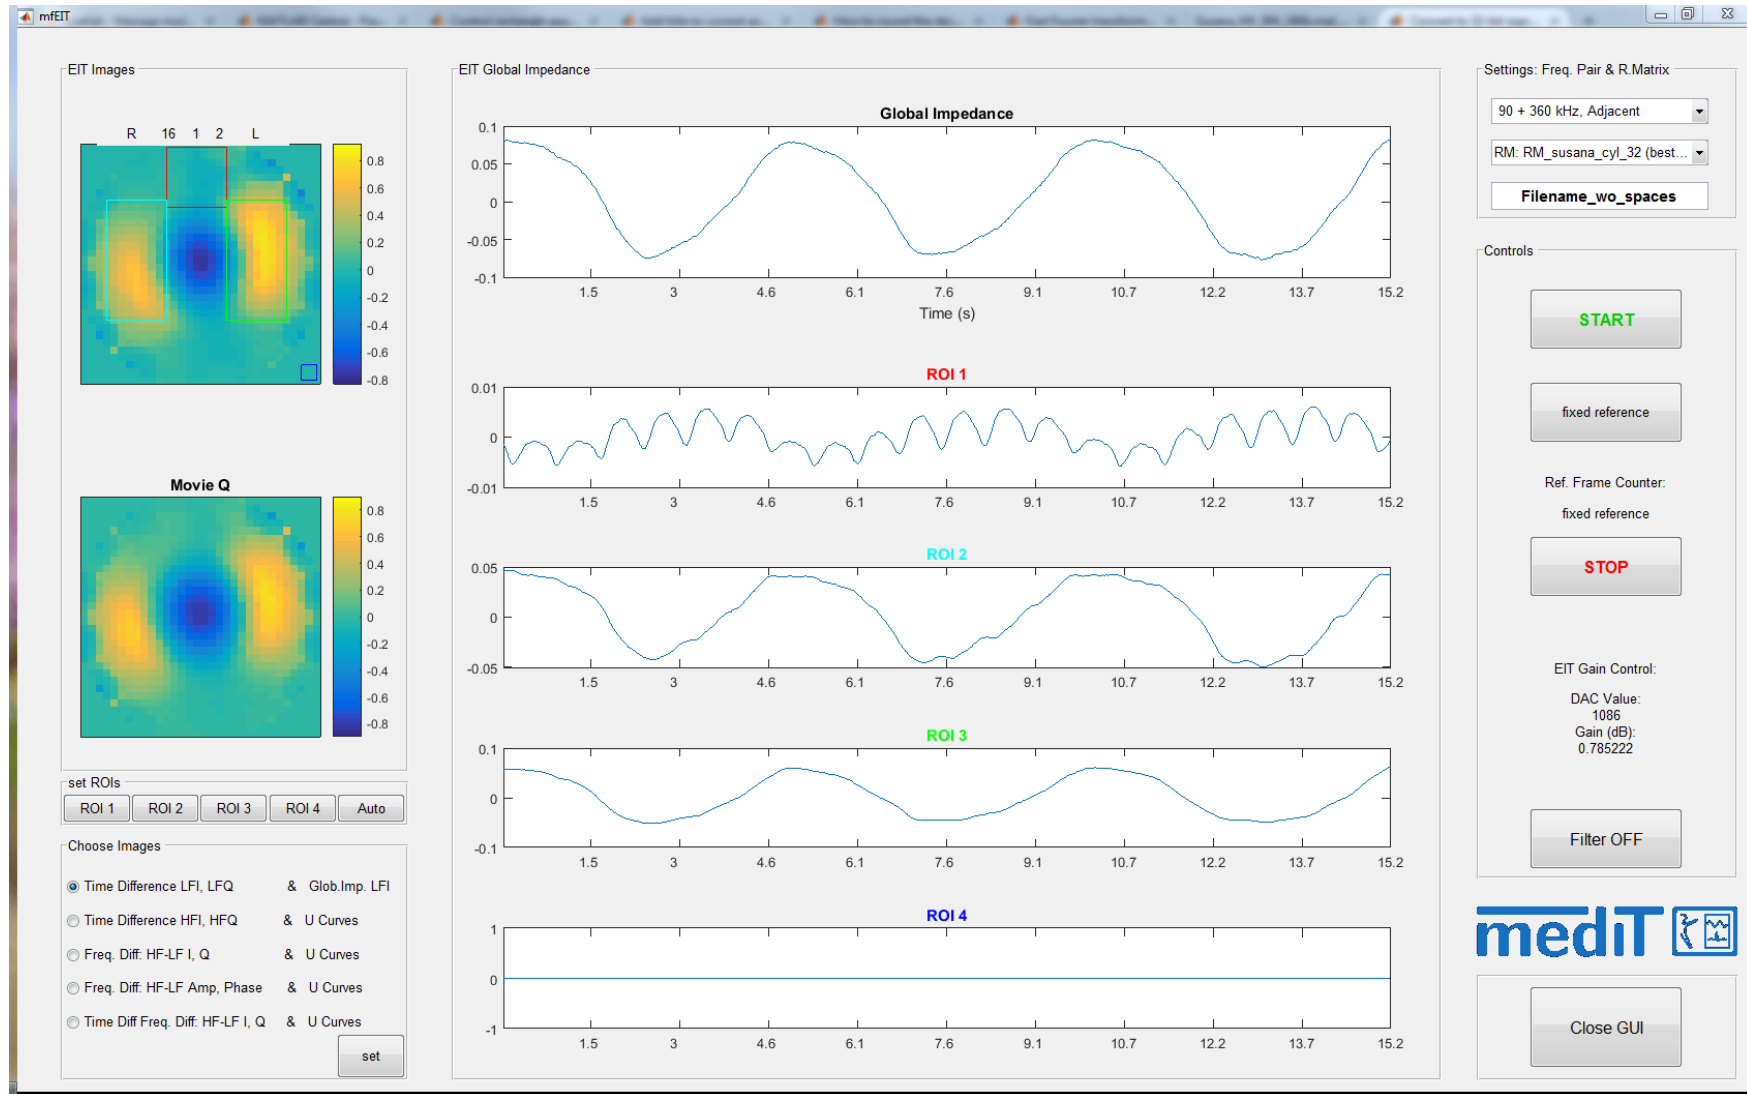 mfEIT
EIT Images
R 16 1 2 L
0.8
0.6
0.4
0.2
0
-0.2
-0.4
-0.6
-0.8
Movie Q
0.8
0.6
0.4
0.2
0
-0.2
-0.4
-0.6
-0.8
set ROIs
ROI 1 ROI 2 ROI 3 ROI 4 Auto
Choose Images
Time Difference LFI, LFQ & Glob.Imp. LFI
Time Difference HFI, HFQ & U Curves
Freq. Diff: HF-LF I, Q & U Curves
Freq. Diff: HF-LF Amp, Phase & U Curves
Time Diff Freq. Diff: HF-LF I, Q & U Curves
set
EIT Global Impedance
Global Impedance
0.1
0.05
0
-0.05
-0.1
1.5 3 4.6 6.1 7.6 9.1 10.7 12.2 13.7 15.2
Time (s)
ROI 1
0.01
0
-0.01
1.5 3 4.6 6.1 7.6 9.1 10.7 12.2 13.7 15.2
ROI 2
0.05
0
-0.05
1.5 3 4.6 6.1 7.6 9.1 10.7 12.2 13.7 15.2
ROI 3
0.1
0
-0.1
1.5 3 4.6 6.1 7.6 9.1 10.7 12.2 13.7 15.2
ROI 4
1
0
-1
1.5 3 4.6 6.1 7.6 9.1 10.7 12.2 13.7 15.2
Settings: Freq. Pair & R.Matrix
90 + 360 kHz, Adjacent
RM: RM_susana_cyl_32 (best...
Filename_wo_spaces
Controls
START
fixed reference
Ref. Frame Counter:
fixed reference
STOP
EIT Gain Control:
DAC Value:
1086
Gain (dB):
0.785222
Filter OFF
mediT
Close GUI